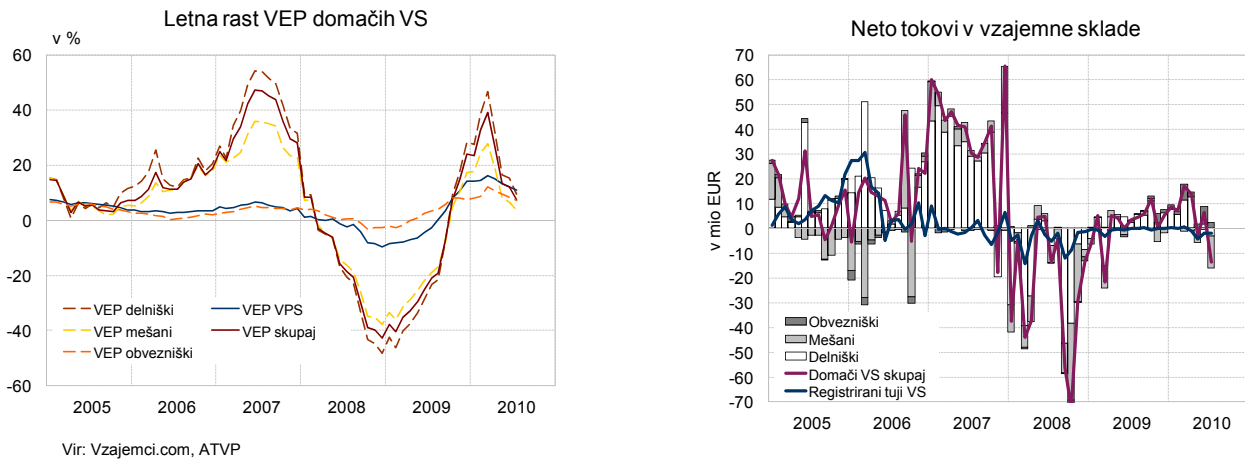 Letna rast VEP domačih VS
v %
60
40
20
0
-20
-40
-60
VEP delniški
VEP VPS
VEP mešani
VEP skupaj
VEP obvezniški
2005
2006
2007
2008
2009
2010
Vir: Vzajemci.com, ATVP
Neto tokovi v vzajemne sklade
v mio EUR
70
60
50
40
30
20
10
0
-10
-20
-30
-40
-50
-60
-70
Obvezniški
Mešani
Delniški
Domači VS skupaj
Registrirani tuji VS
2005
2006
2007
2008
2009
2010